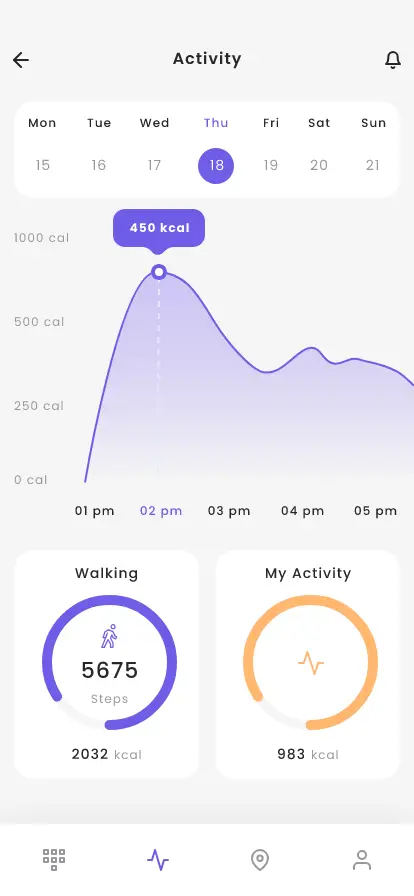 Activity
Mon Tue Wed Thu Fri Sat Sun
15 16 17 18 19 20 21
450 kcal
1000 cal
500 cal
250 cal
0 cal
01 pm 02 pm 03 pm 04 pm 05 pm
Walking
5675
Steps
2032 kcal
My Activity
983 kcal